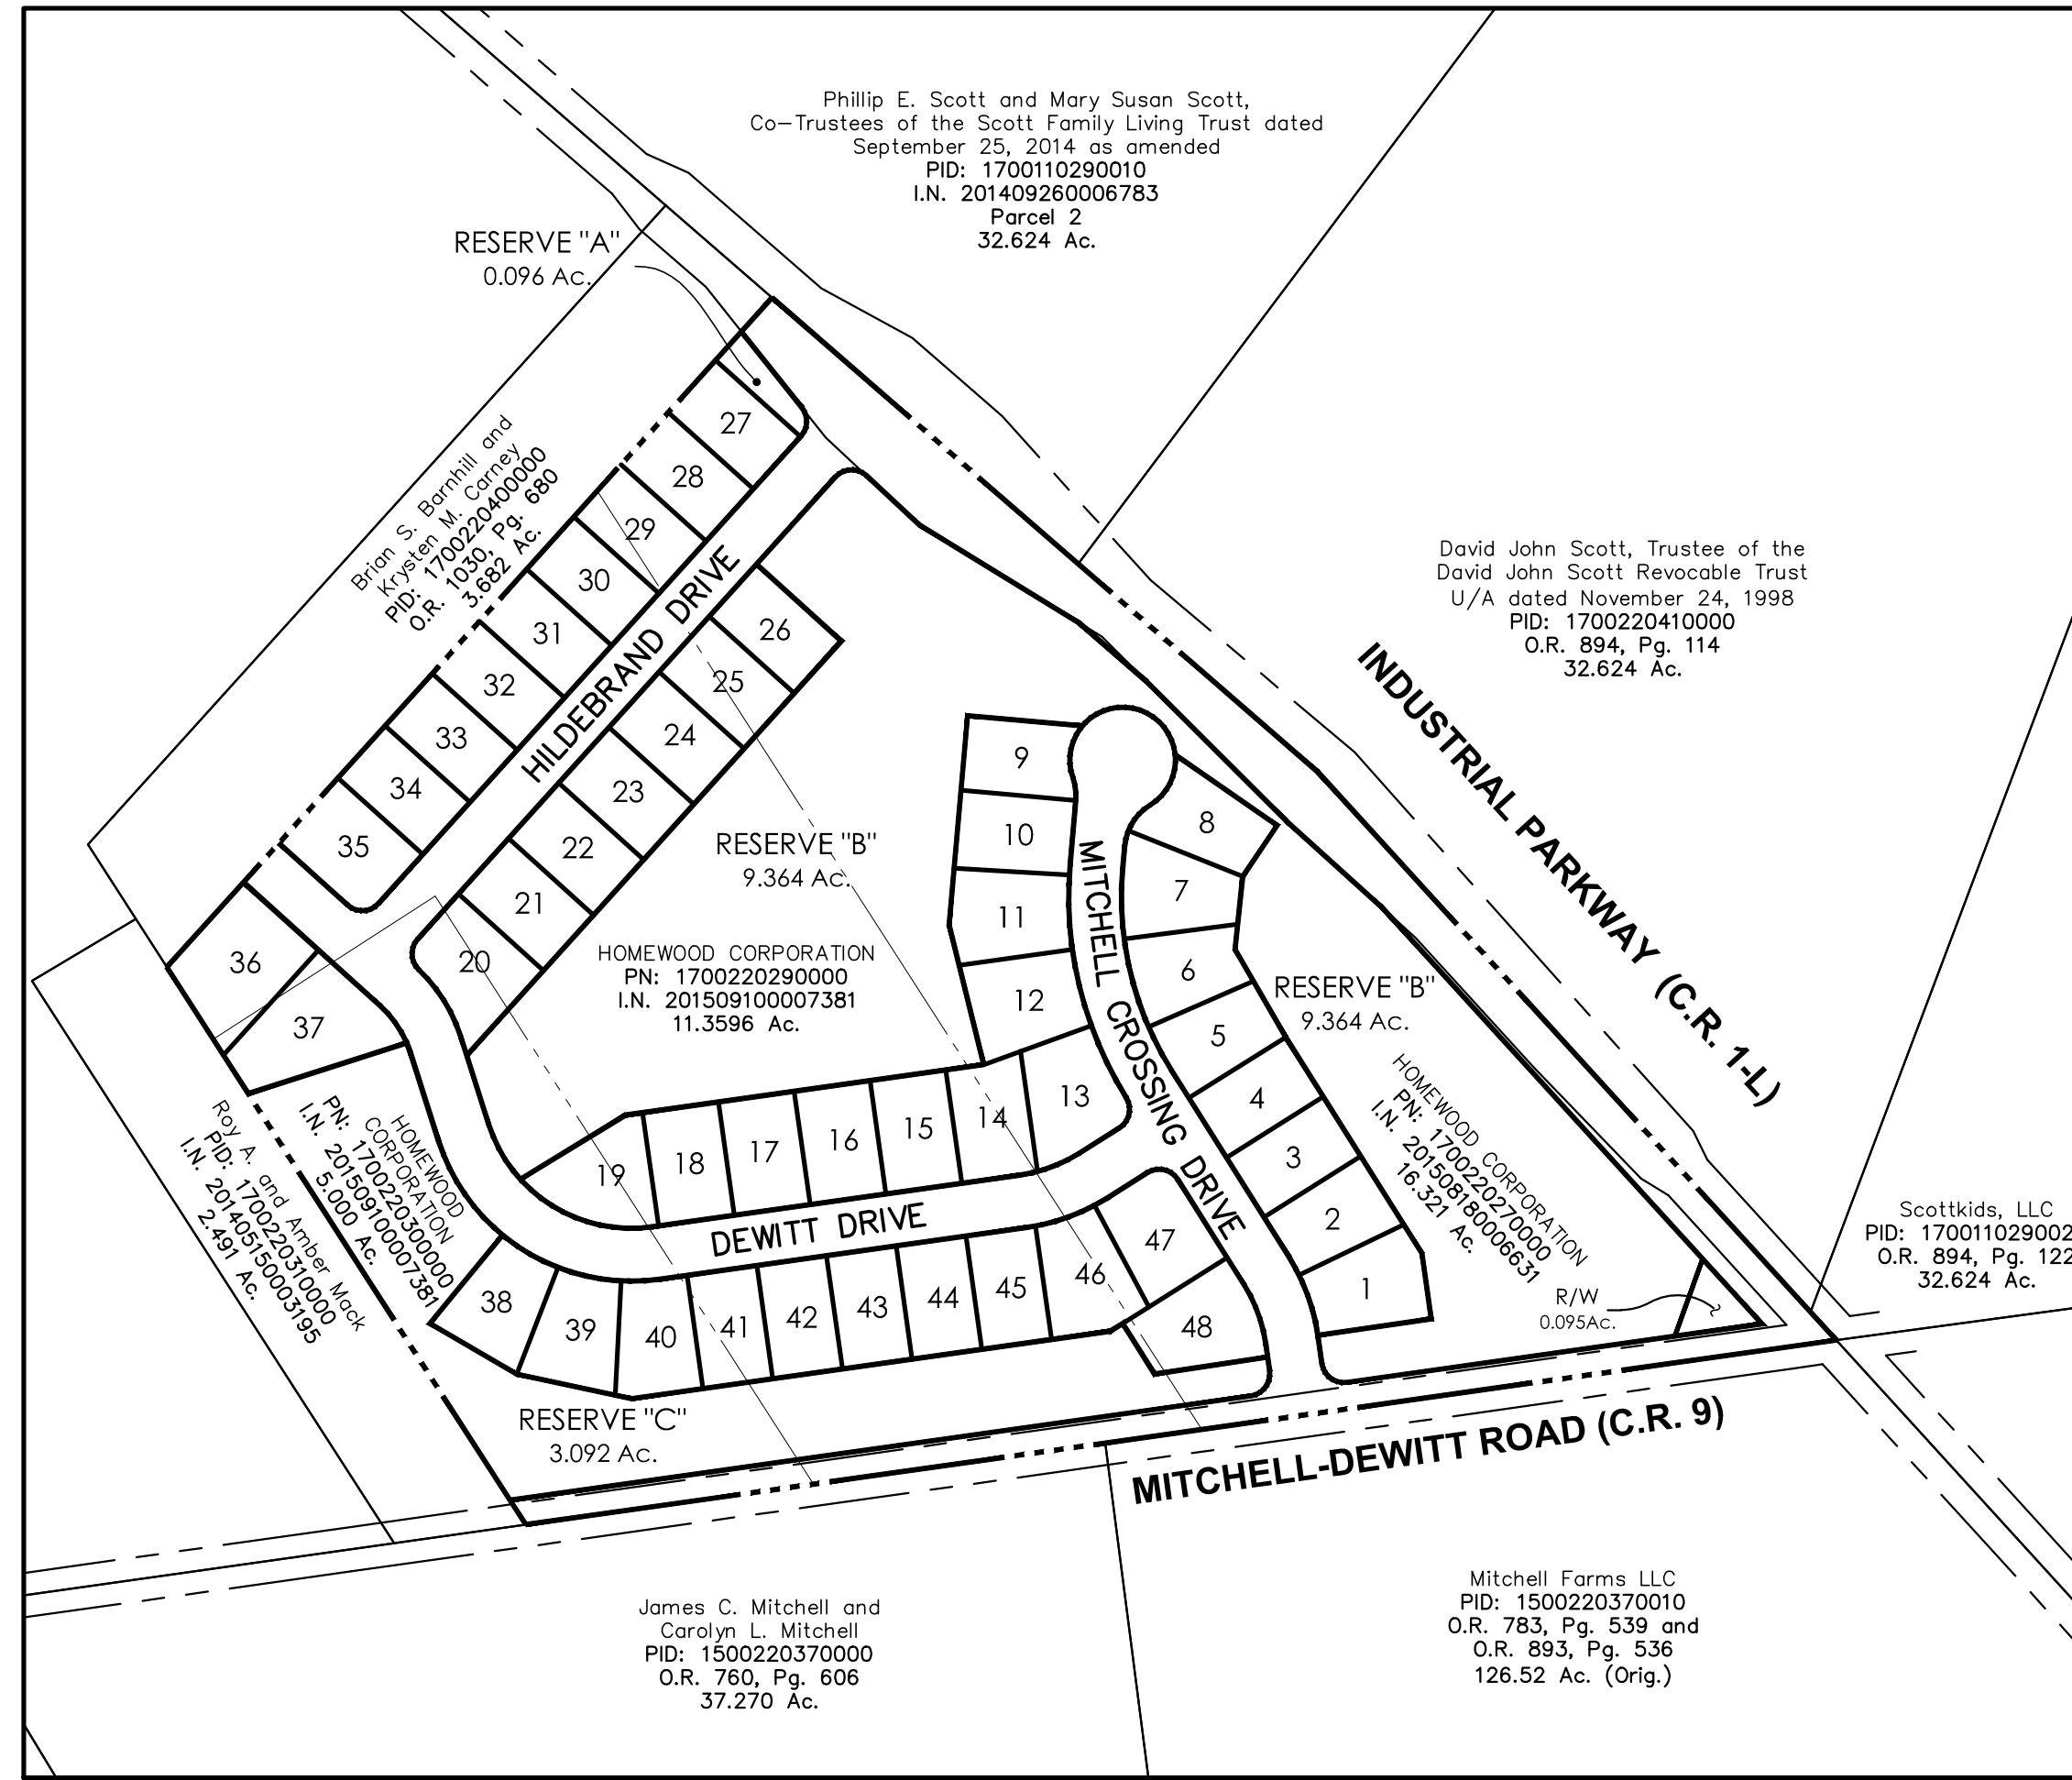 Phillip E. Scott and Mary Susan Scott,
Co-Trustees of the Scott Family Living Trust dated
September 25, 2014 as amended
PID: 1700110290010
I.N. 201409260006783
Parcel 2
32.624 Ac.
RESERVE "A"
0.096 Ac.
Brian S. Barnhill and
Krysten M. Carney
PID: 1700220400000
O.R. 1030, Pg. 680
3.682 Ac.
David John Scott, Trustee of the
David John Scott Revocable Trust
U/A dated November 24, 1998
PID: 1700220410000
O.R. 894, Pg. 114
32.624 Ac.
INDUSTRIAL PARKWAY (C.R. 1-L)
27
28
29
30
31
32
33
34
35
36
37
HILDEBRAND DRIVE
26
25
24
23
22
21
20
RESERVE "B"
9.364 Ac.
HOMEWOOD CORPORATION
PN: 1700220290000
I.N. 201509100007381
11.3596 Ac.
9
10
11
12
13
14
15
16
17
18
19
MITCHELL CROSSING DRIVE
8
7
6
5
4
3
2
1
RESERVE "B"
9.364 Ac.
HOMEWOOD CORPORATION
PN: 1700220270000
I.N. 201508180006631
16.321 Ac.
Scottkids, LLC
PID: 170011029002
O.R. 894, Pg. 122
32.624 Ac.
R/W
0.095Ac.
HOMEWOOD
CORPORATION
PN: 1700220300000
I.N. 201509100007381
5.000 Ac.
Roy A. and Amber Mack
PID: 1700220310000
I.N. 201405150003195
2.491 Ac.
DEWITT DRIVE
38
39
40
41
42
43
44
45
46
47
48
RESERVE "C"
3.092 Ac.
MITCHELL-DEWITT ROAD (C.R. 9)
James C. Mitchell and
Carolyn L. Mitchell
PID: 1500220370000
O.R. 760, Pg. 606
37.270 Ac.
Mitchell Farms LLC
PID: 1500220370010
O.R. 783, Pg. 539 and
O.R. 893, Pg. 536
126.52 Ac. (Orig.)